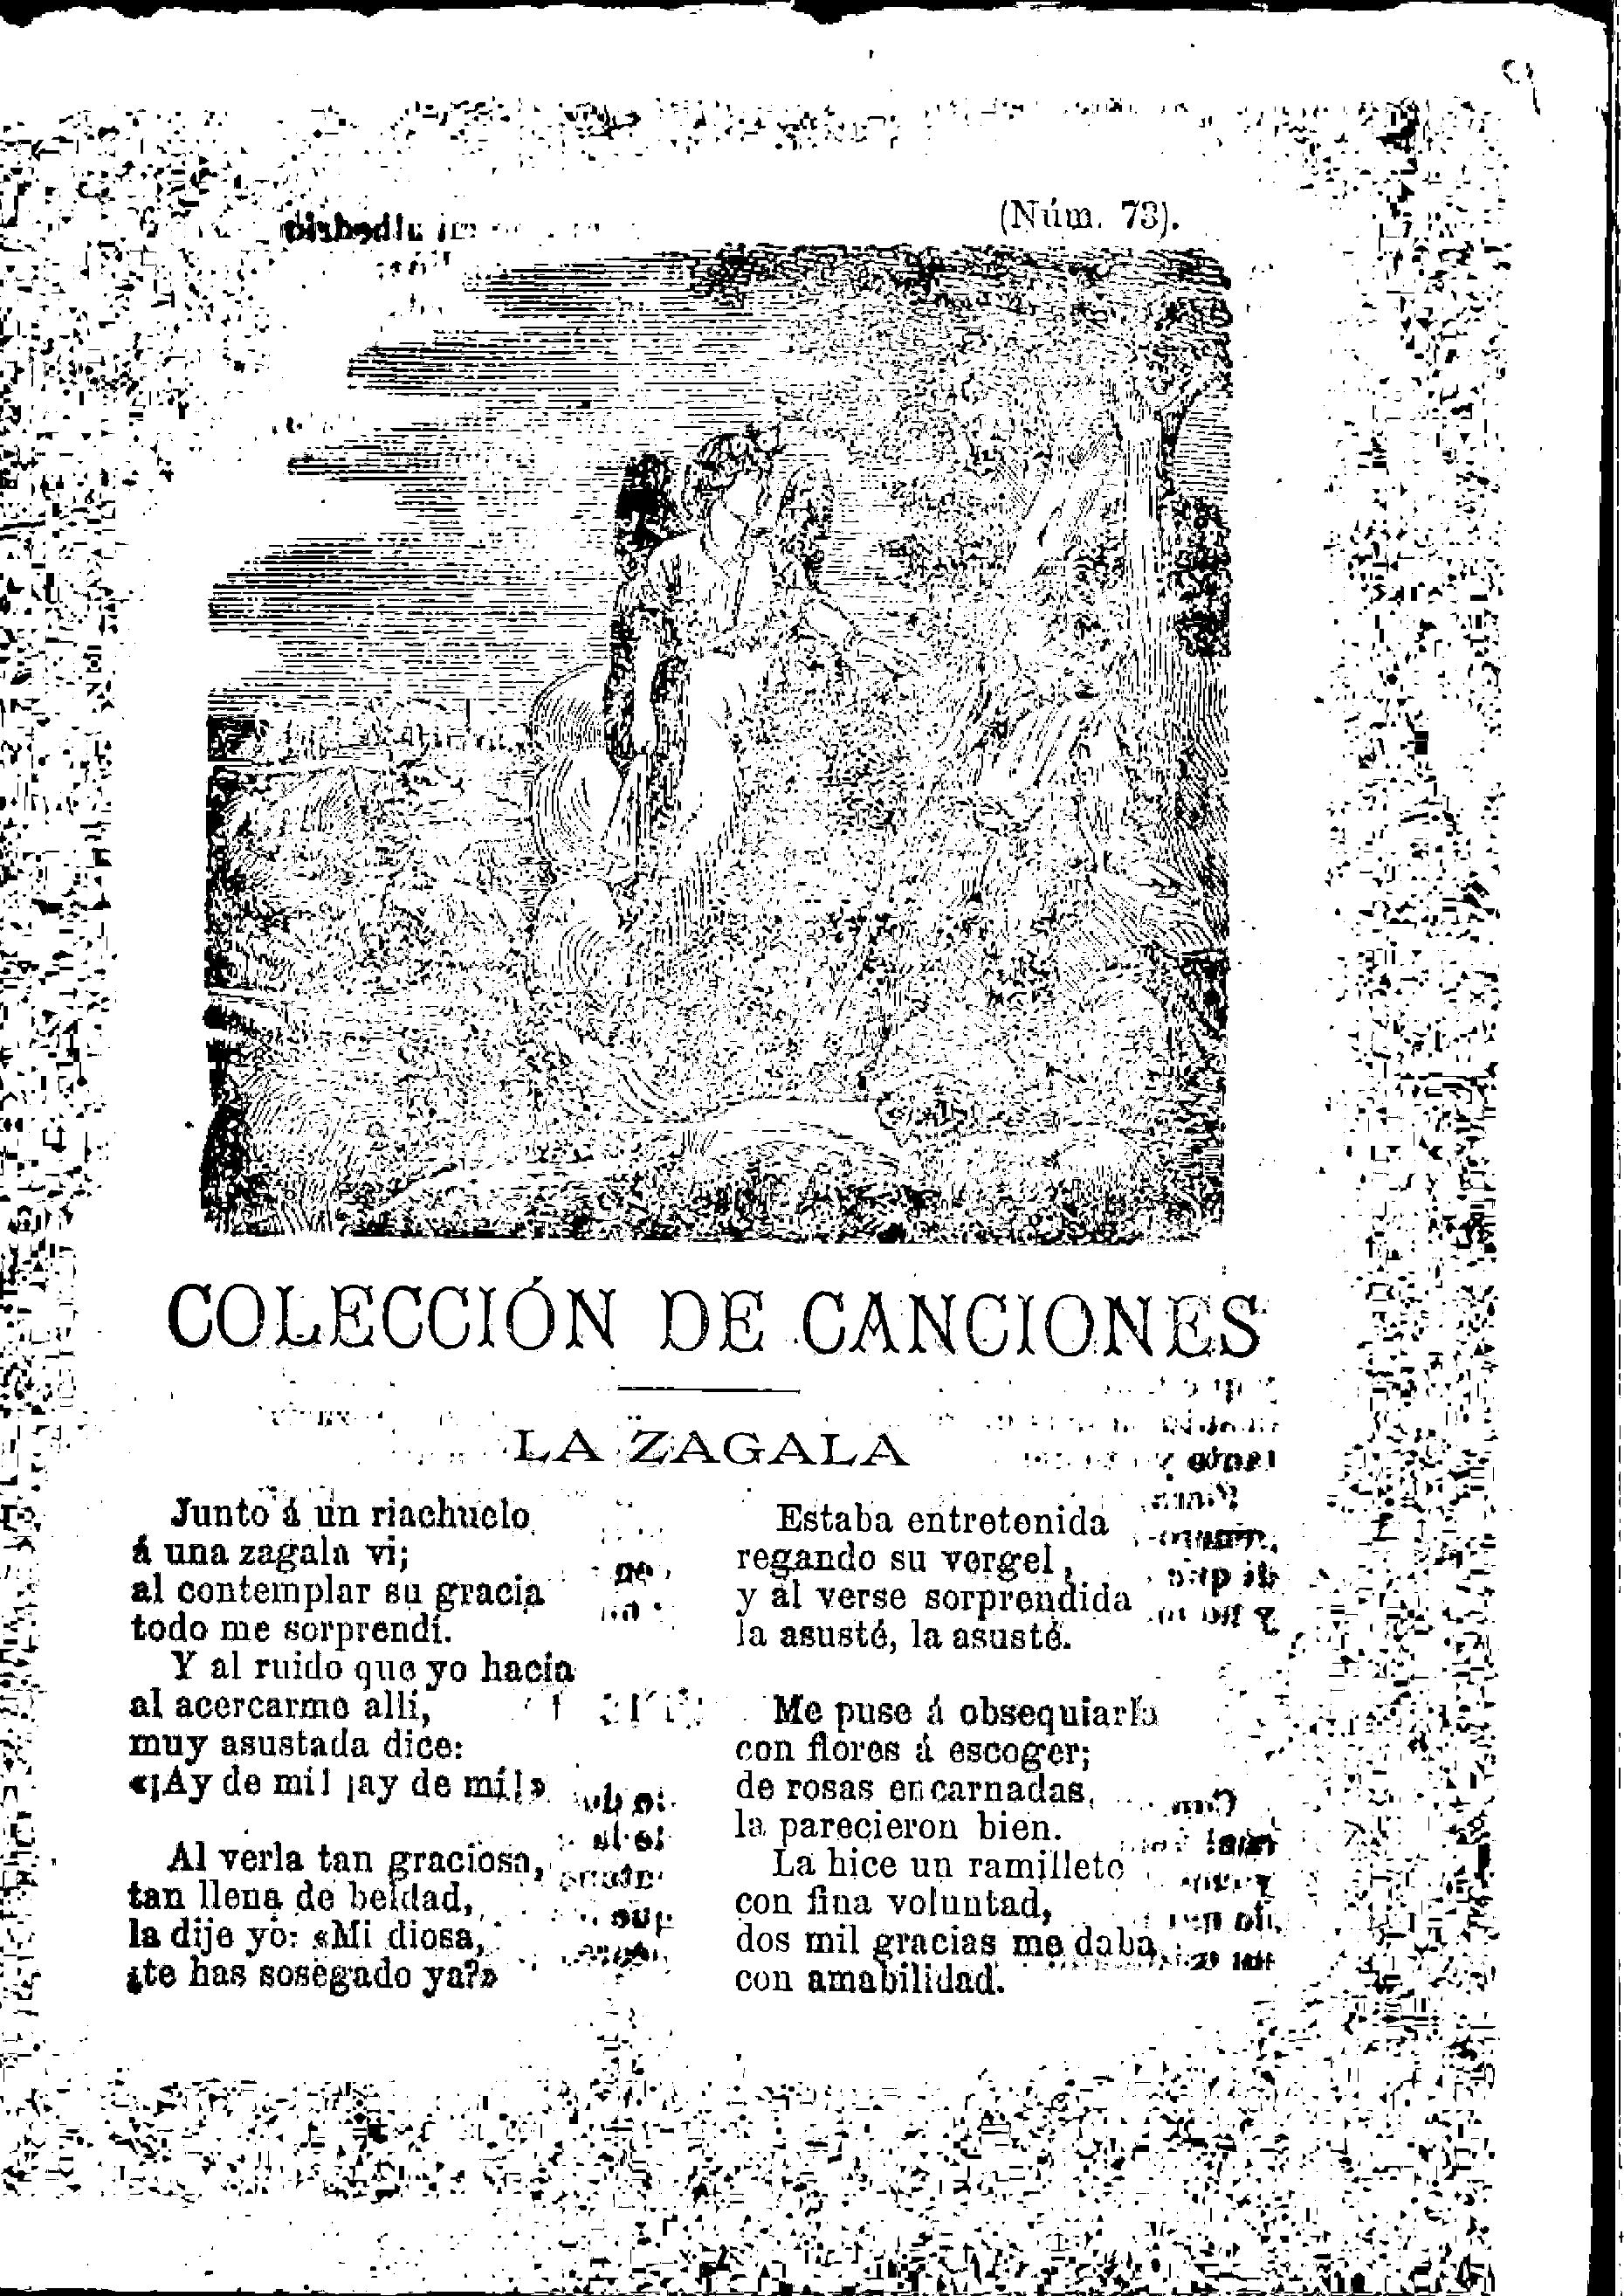 (Núm. 73).
COLECCIÓN DE CANCIONES
LA ZAGALA
Junto á un riachuelo
á una zagala vi;
al contemplar su gracia
todo me sorprendí.
Y al ruido que yo hacía
al acercarme allí,
muy asustada dice:
«¡Ay de mí! ¡ay de mí!»
Al verla tan graciosa,
tan llena de beldad,
la dije yo: «Mi diosa,
¿te has sosegado ya?»
Estaba entretenida
regando su vergel,
y al verse sorprendida
la asusté, la asusté.
Me puse á obsequiarla
con flores á escoger;
de rosas encarnadas,
la parecieron bien.
La hice un ramillete
con fina voluntad,
dos mil gracias me daba,
con amabilidad.